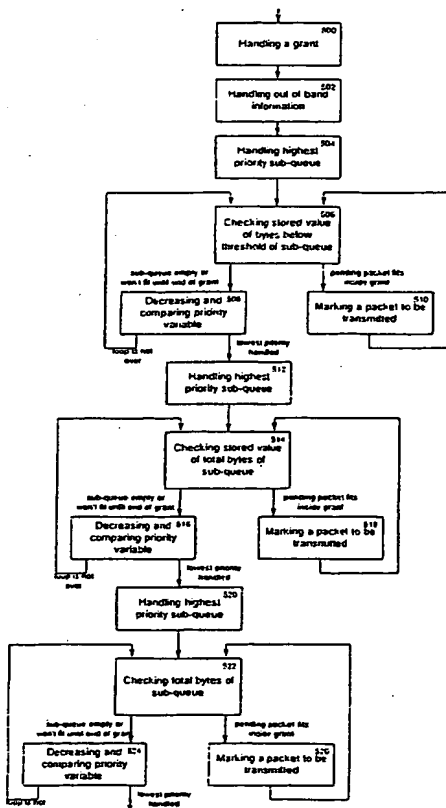 500
Handling a grant
502
Handling out of band
information
504
Handling highest
priority sub-queue
506
Checking stored value
of bytes below
threshold of sub-queue
sub-queue empty or
won't fit until end of grant
pending packet fits
inside grant
508
Decreasing and
comparing priority
variable
510
Marking a packet to be
transmitted
loop is not
over
lowest priority
handled
512
Handling highest
priority sub-queue
514
Checking stored value
of total bytes of
sub-queue
sub-queue empty or
won't fit until end of grant
pending packet fits
inside grant
516
Decreasing and
comparing priority
variable
518
Marking a packet to be
transmitted
loop is not
over
lowest priority
handled
520
Handling highest
priority sub-queue
522
Checking total bytes of
sub-queue
sub-queue empty or
won't fit until end of grant
pending packet fits
inside grant
524
Decreasing and
comparing priority
variable
526
Marking a packet to be
transmitted
loop is not
lowest priority
handled